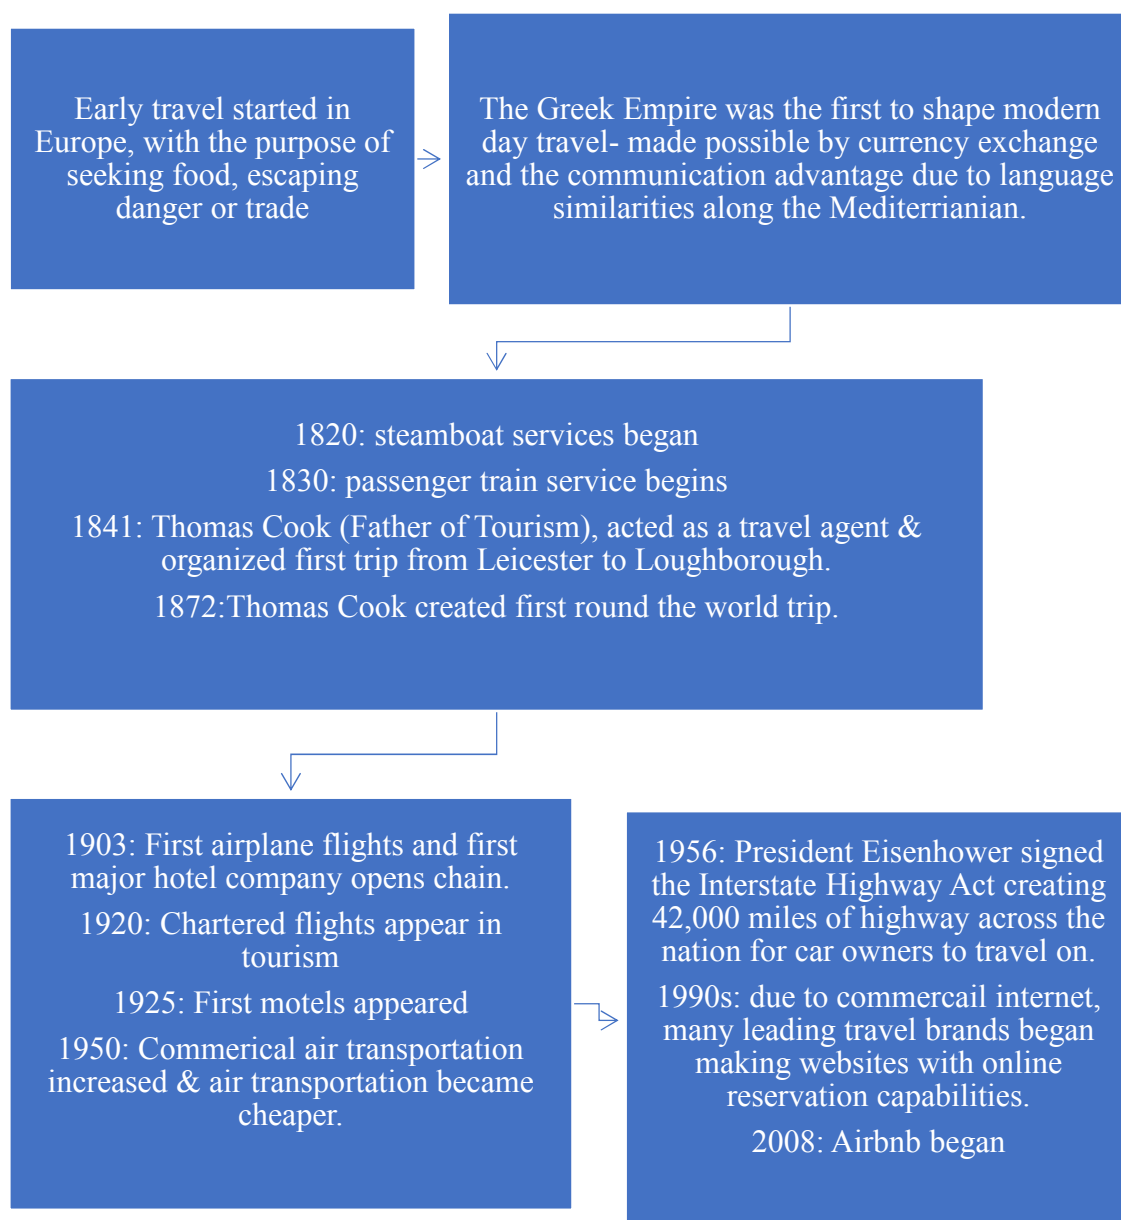 Early travel started in
Europe, with the purpose of
seeking food, escaping
danger or trade
The Greek Empire was the first to shape modern
day travel- made possible by currency exchange
and the communication advantage due to language
similarities along the Mediterrianian.
1820: steamboat services began
1830: passenger train service begins
1841: Thomas Cook (Father of Tourism), acted as a travel agent &
organized first trip from Leicester to Loughborough.
1872:Thomas Cook created first round the world trip.
1903: First airplane flights and first
major hotel company opens chain.
1920: Chartered flights appear in
tourism
1925: First motels appeared
1950: Commerical air transportation
increased & air transportation became
cheaper.
1956: President Eisenhower signed
the Interstate Highway Act creating
42,000 miles of highway across the
nation for car owners to travel on.
1990s: due to commercail internet,
many leading travel brands began
making websites with online
reservation capabilities.
2008: Airbnb began